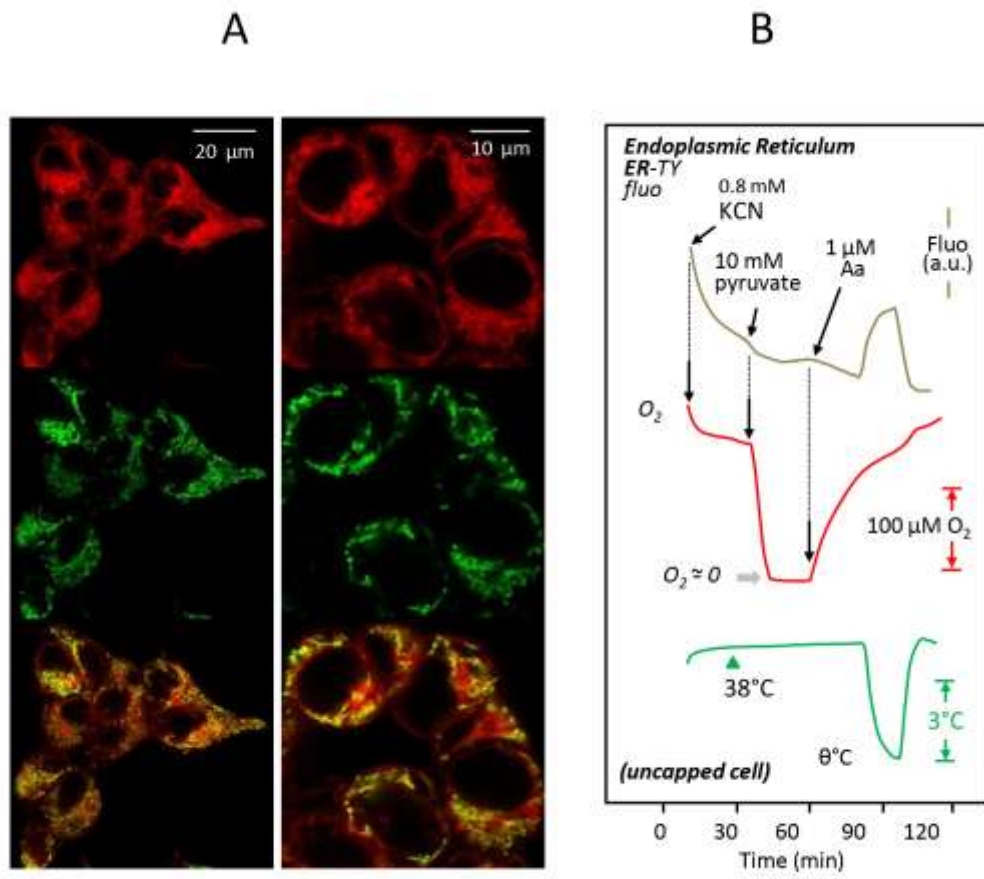 A
B
20 µm
10 µm
Endoplasmic Reticulum
ER-TY
fluo
0.8 mM
KCN
10 mM
pyruvate
1 µM
Aa
Fluo
(a.u.)
O₂
100 µM O₂
O₂ ≃ 0
38°C
3°C
θ°C
(uncapped cell)
0 30 60 90 120
Time (min)